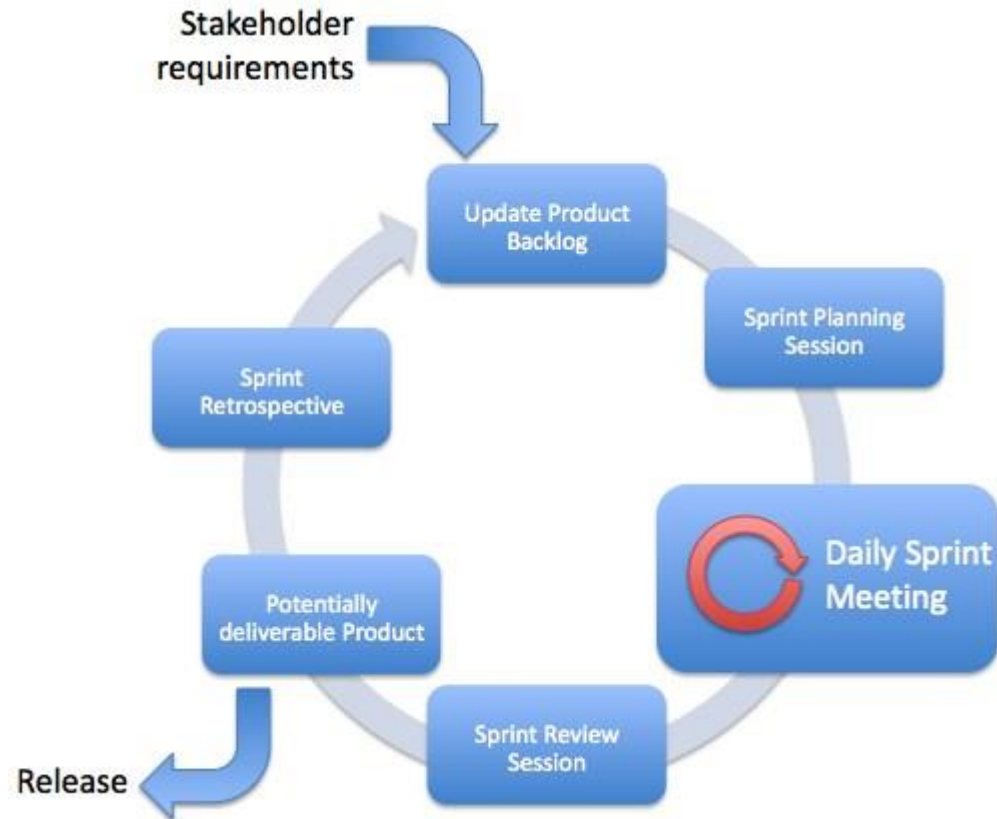 Stakeholder
requirements
Update Product
Backlog
Sprint Planning
Session
Daily Sprint
Meeting
Sprint Review
Session
Potentially
deliverable Product
Release
Sprint
Retrospective